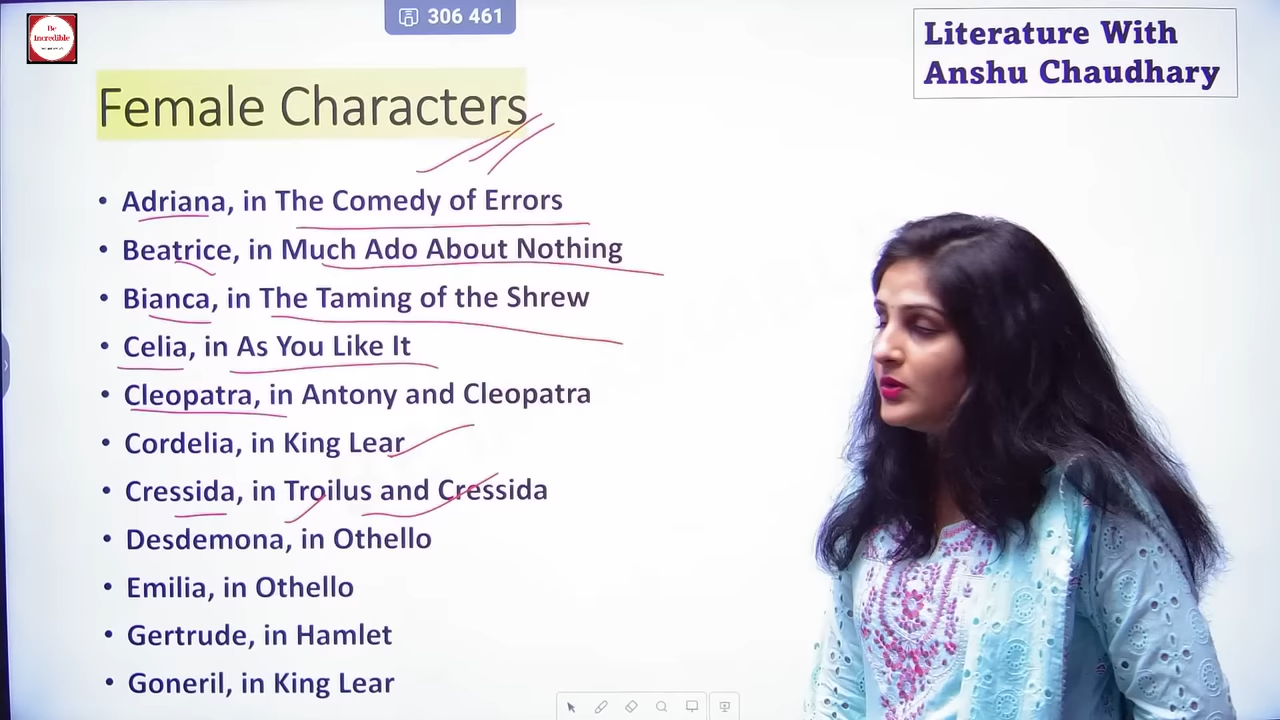 Be
Incredible
306 461
Literature With
Anshu Chaudhary
Female Characters
• Adriana, in The Comedy of Errors
• Beatrice, in Much Ado About Nothing
• Bianca, in The Taming of the Shrew
• Celia, in As You Like It
• Cleopatra, in Antony and Cleopatra
• Cordelia, in King Lear
• Cressida, in Troilus and Cressida
• Desdemona, in Othello
• Emilia, in Othello
• Gertrude, in Hamlet
• Goneril, in King Lear